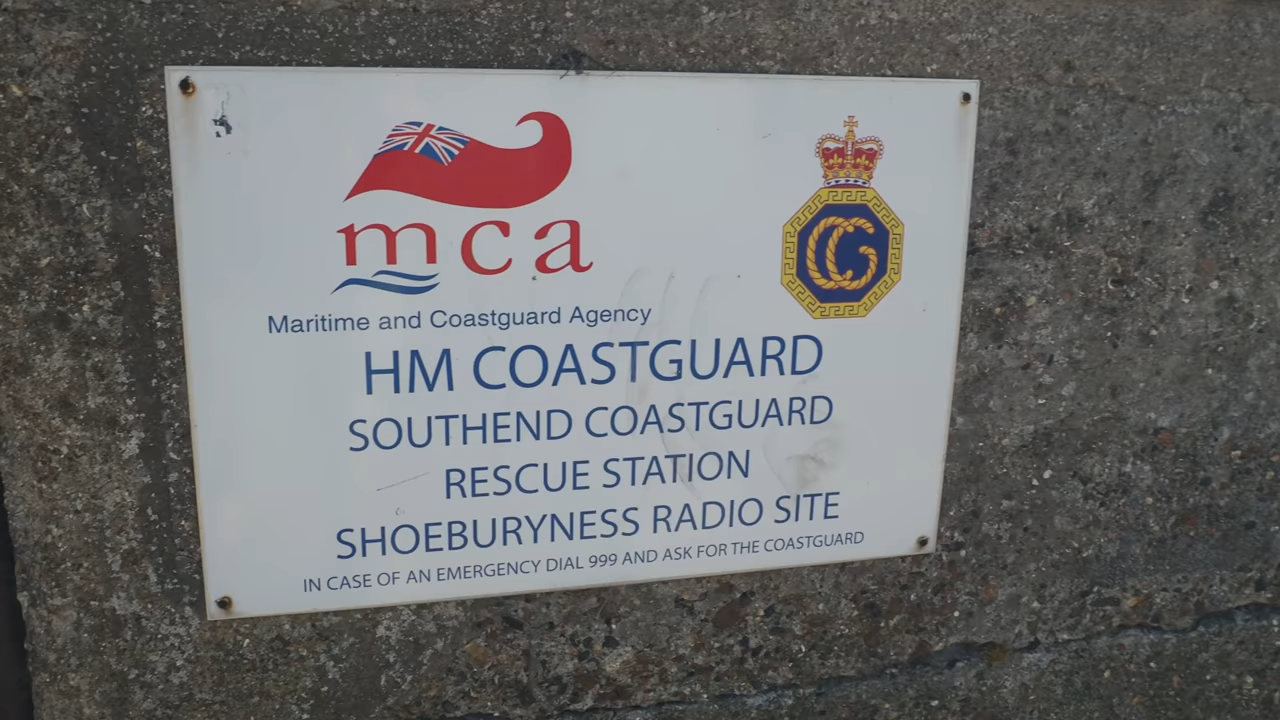 mca
CG
Maritime and Coastguard Agency
HM COASTGUARD
SOUTHEND COASTGUARD
RESCUE STATION
SHOEBURYNESS RADIO SITE
IN CASE OF AN EMERGENCY DIAL 999 AND ASK FOR THE COASTGUARD